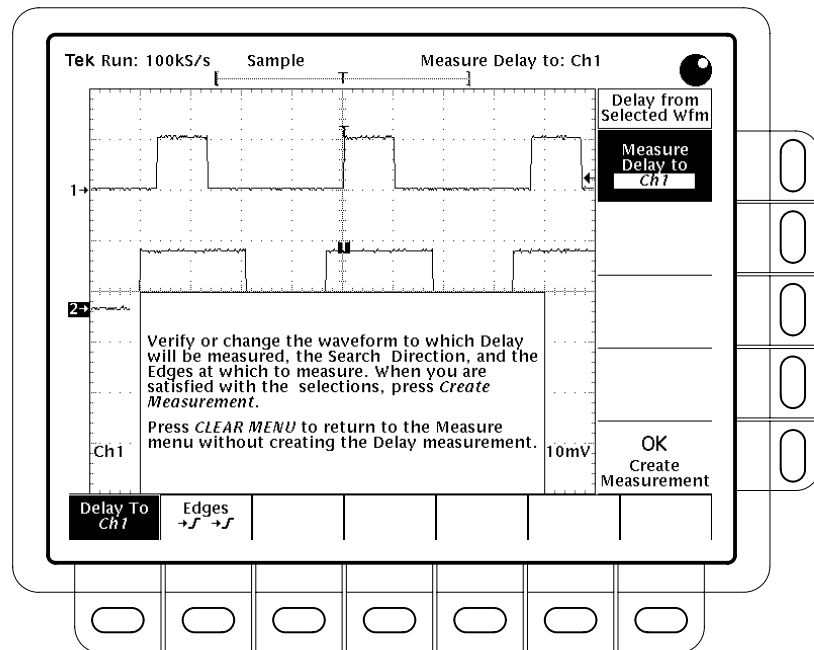 Tek Run: 100kS/s Sample Measure Delay to: Ch1
T
Delay from
Selected Wfm
Measure
Delay to
Ch1
T
1
2
Verify or change the waveform to which Delay
will be measured, the Search Direction, and the
Edges at which to measure. When you are
satisfied with the selections, press Create
Measurement.
Press CLEAR MENU to return to the Measure
menu without creating the Delay measurement.
Ch1
10mV
OK
Create
Measurement
Delay To
Ch1
Edges